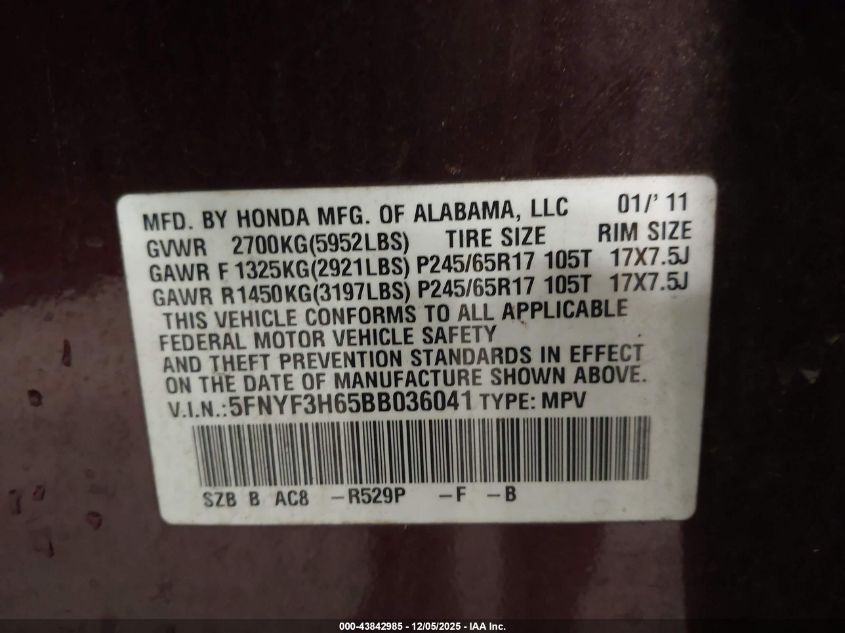 MFD. BY HONDA MFG. OF ALABAMA, LLC 01/' 11
GVWR 2700KG(5952LBS) TIRE SIZE RIM SIZE
GAWR F 1325KG(2921LBS) P245/65R17 105T 17X7.5J
GAWR R1450KG(3197LBS) P245/65R17 105T 17X7.5J
THIS VEHICLE CONFORMS TO ALL APPLICABLE
FEDERAL MOTOR VEHICLE SAFETY
AND THEFT PREVENTION STANDARDS IN EFFECT
ON THE DATE OF MANUFACTURE SHOWN ABOVE.
V.I.N.:5FNYF3H65BB036041 TYPE: MPV
SZB B AC8 -R529P -F -B
000-43842985 - 12/05/2025 - IAA Inc.